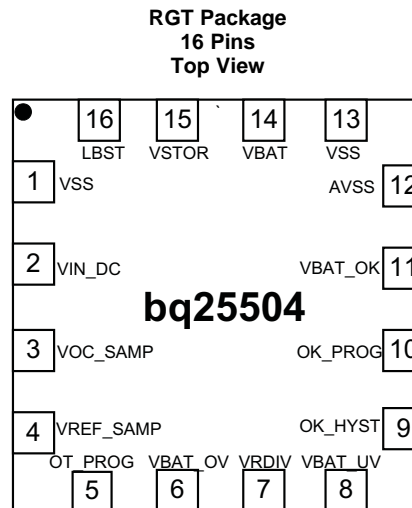 RGT Package
16 Pins
Top View
16 15 14 13
LBST VSTOR VBAT VSS
1 VSS
AVSS 12
2 VIN_DC
VBAT_OK 11
bq25504
3 VOC_SAMP
OK_PROG 10
4 VREF_SAMP
OK_HYST 9
OT_PROG VBAT_OV VRDIV VBAT_UV
5 6 7 8